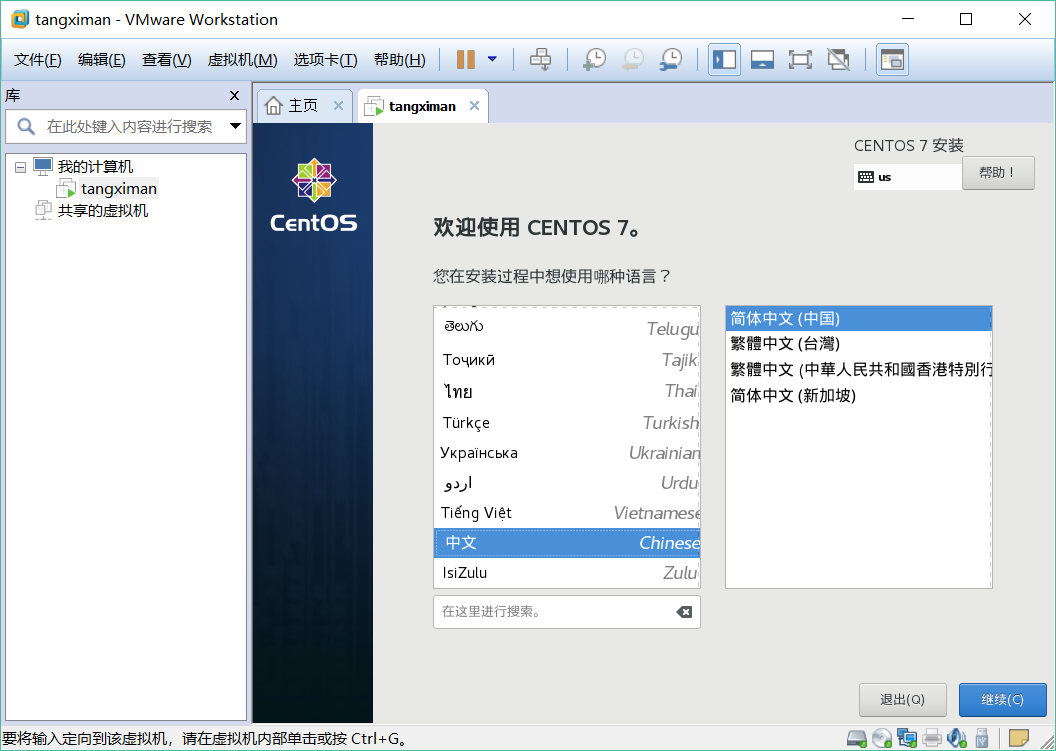 tangximan - VMware Workstation
文件(F) 编辑(E) 查看(V) 虚拟机(M) 选项卡(T) 帮助(H)
库
主页
tangximan
在此处键入内容进行搜索
我的计算机
tangximan
共享的虚拟机
CentOS
CENTOS 7 安装
us
帮助！
欢迎使用 CENTOS 7。
您在安装过程中想使用哪种语言？
తెలుగు Telugu
Тоҷикӣ Tajik
ไทย Thai
Türkçe Turkish
Українська Ukrainian
اردو Urdu
Tiếng Việt Vietnamese
中文 Chinese
IsiZulu Zulu
在这里进行搜索。
简体中文 (中国)
繁體中文 (台灣)
繁體中文 (中華人民共和國香港特別行
简体中文 (新加坡)
退出(Q)
继续(C)
要将输入定向到该虚拟机，请在虚拟机内部单击或按 Ctrl+G。